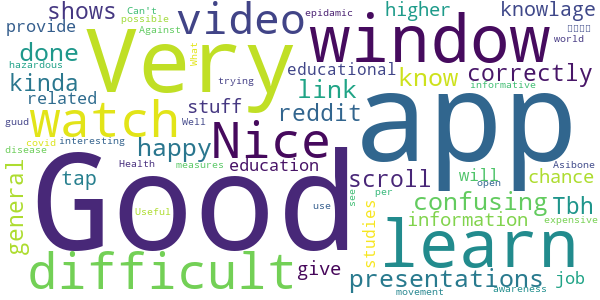 shows
video
Very
window
higher
knowlage
provide
Can't
possible
Against
epidamic
world
done
hazardous
kinda
What
educational
know
correctly
related
trying
link
informative
watch
stuff
reddit
app
guud
Well
Nice
covid
interesting
happy
disease
Health
measures
education
scroll
will
chance
Asibone
open
Good
tap
general
Useful
use
see
per
studies
confusing
Tbh
information
expensive
learn
difficult
give
presentations
job
movement
awareness